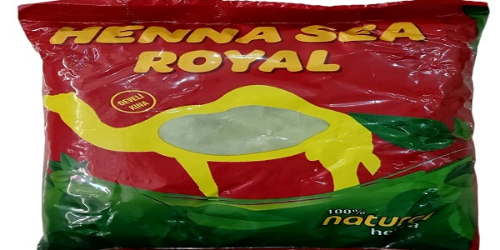 HENNA SEA
ROYAL
DEVELI
KINA
100%
natural
henna